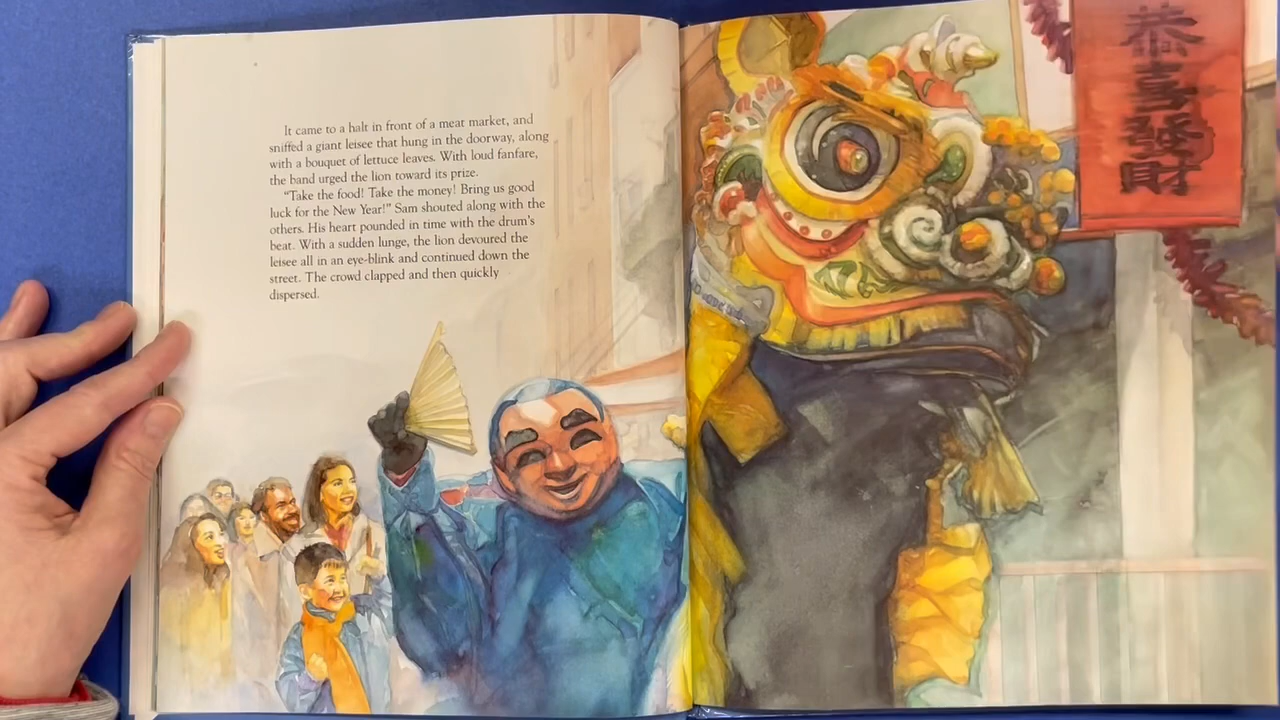 It came to a halt in front of a meat market, and
sniffed a giant leisee that hung in the doorway, along
with a bouquet of lettuce leaves. With loud fanfare,
the band urged the lion toward its prize.
“Take the food! Take the money! Bring us good
luck for the New Year!” Sam shouted along with the
others. His heart pounded in time with the drum’s
beat. With a sudden lunge, the lion devoured the
leisee all in an eye-blink and continued down the
street. The crowd clapped and then quickly
dispersed.
恭喜發財